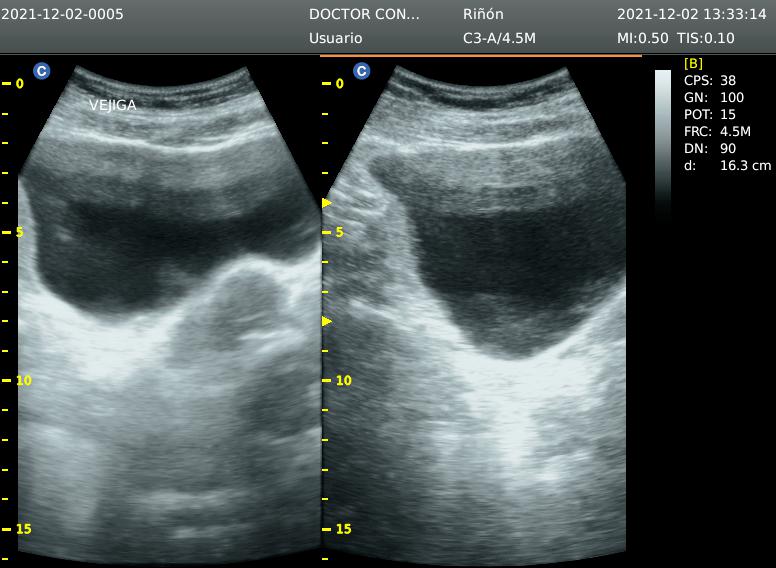 2021-12-02-0005 DOCTOR CON... Riñón 2021-12-02 13:33:14
Usuario C3-A/4.5M MI:0.50 TIS:0.10
C
VEJIGA
0
5
10
15
C
0
5
10
15
[B]
CPS: 38
GN: 100
POT: 15
FRC: 4.5M
DN: 90
d: 16.3 cm